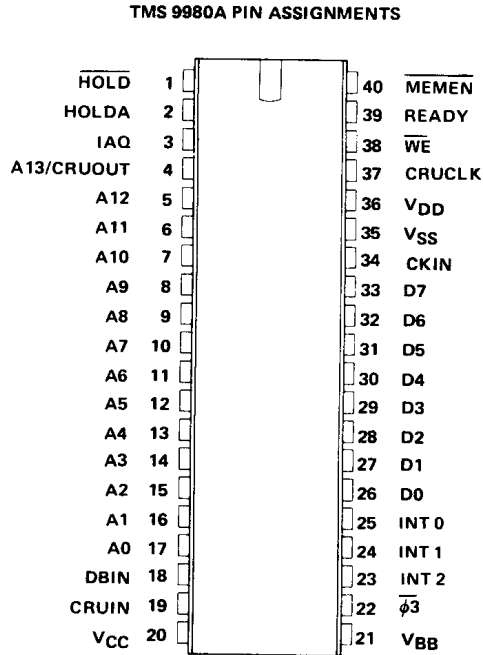 TMS 9980A PIN ASSIGNMENTS
H̅O̅L̅D̅ 1 40 M̅E̅M̅E̅N̅
HOLDA 2 39 READY
IAQ 3 38 W̅E̅
A13/CRUOUT 4 37 CRUCLK
A12 5 36 VDD
A11 6 35 VSS
A10 7 34 CKIN
A9 8 33 D7
A8 9 32 D6
A7 10 31 D5
A6 11 30 D4
A5 12 29 D3
A4 13 28 D2
A3 14 27 D1
A2 15 26 D0
A1 16 25 INT 0
A0 17 24 INT 1
DBIN 18 23 INT 2
CRUIN 19 22 ϕ̅3̅
VCC 20 21 VBB